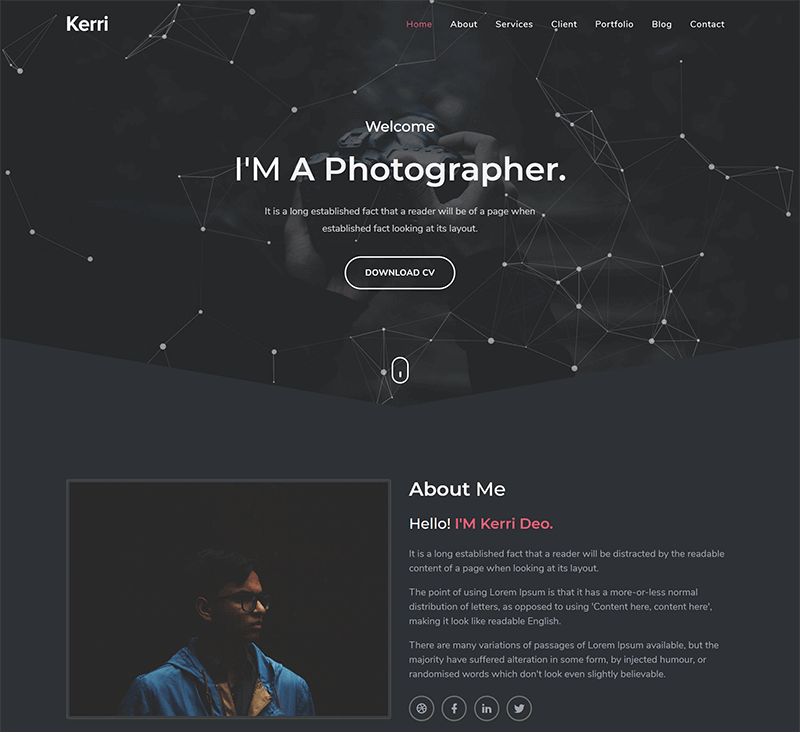 Kerri
Home About Services Client Portfolio Blog Contact
Welcome
I'M A Photographer.
It is a long established fact that a reader will be of a page when
established fact looking at its layout.
DOWNLOAD CV
About Me
Hello! I'M Kerri Deo.
It is a long established fact that a reader will be distracted by the readable
content of a page when looking at its layout.
The point of using Lorem Ipsum is that it has a more-or-less normal
distribution of letters, as opposed to using 'Content here, content here',
making it look like readable English.
There are many variations of passages of Lorem Ipsum available, but the
majority have suffered alteration in some form, by injected humour, or
randomised words which don't look even slightly believable.